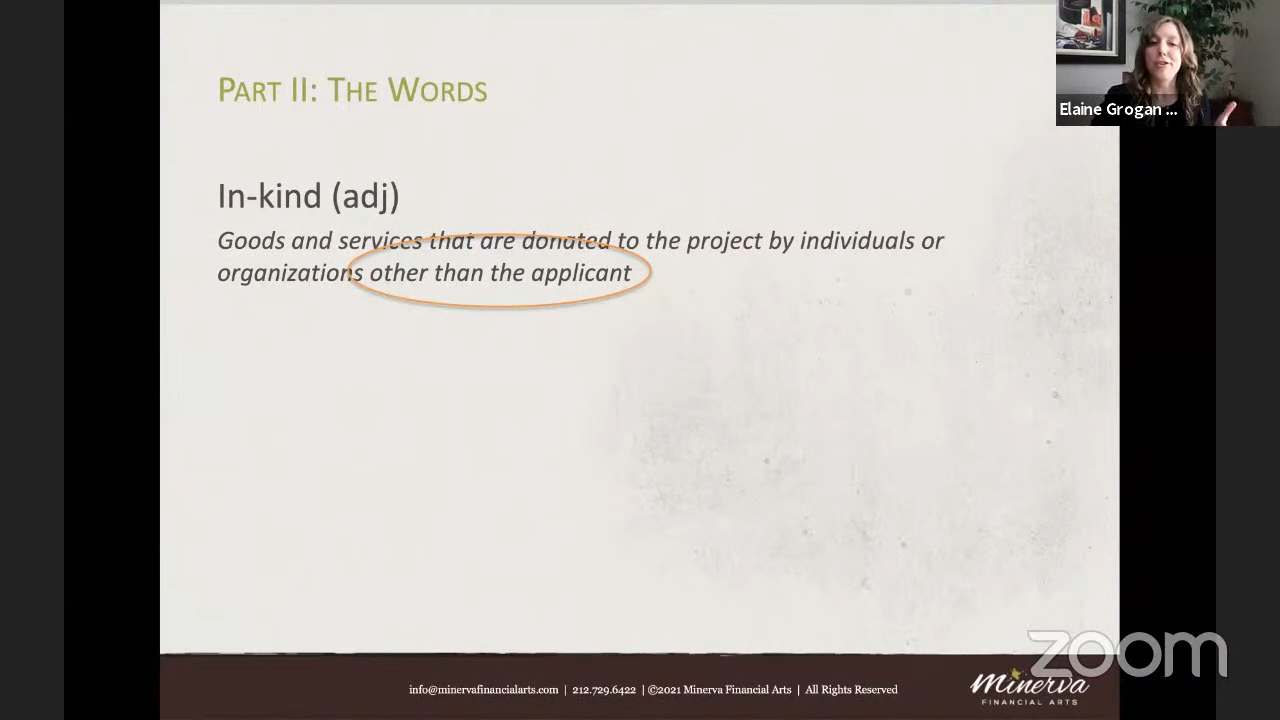 PART II: THE WORDS
Elaine Grogan ...
In-kind (adj)
Goods and services that are donated to the project by individuals or
organizations other than the applicant
zoom
info@minervafinancialarts.com | 212.729.6422 | ©2021 Minerva Financial Arts | All Rights Reserved
Minerva
FINANCIAL ARTS